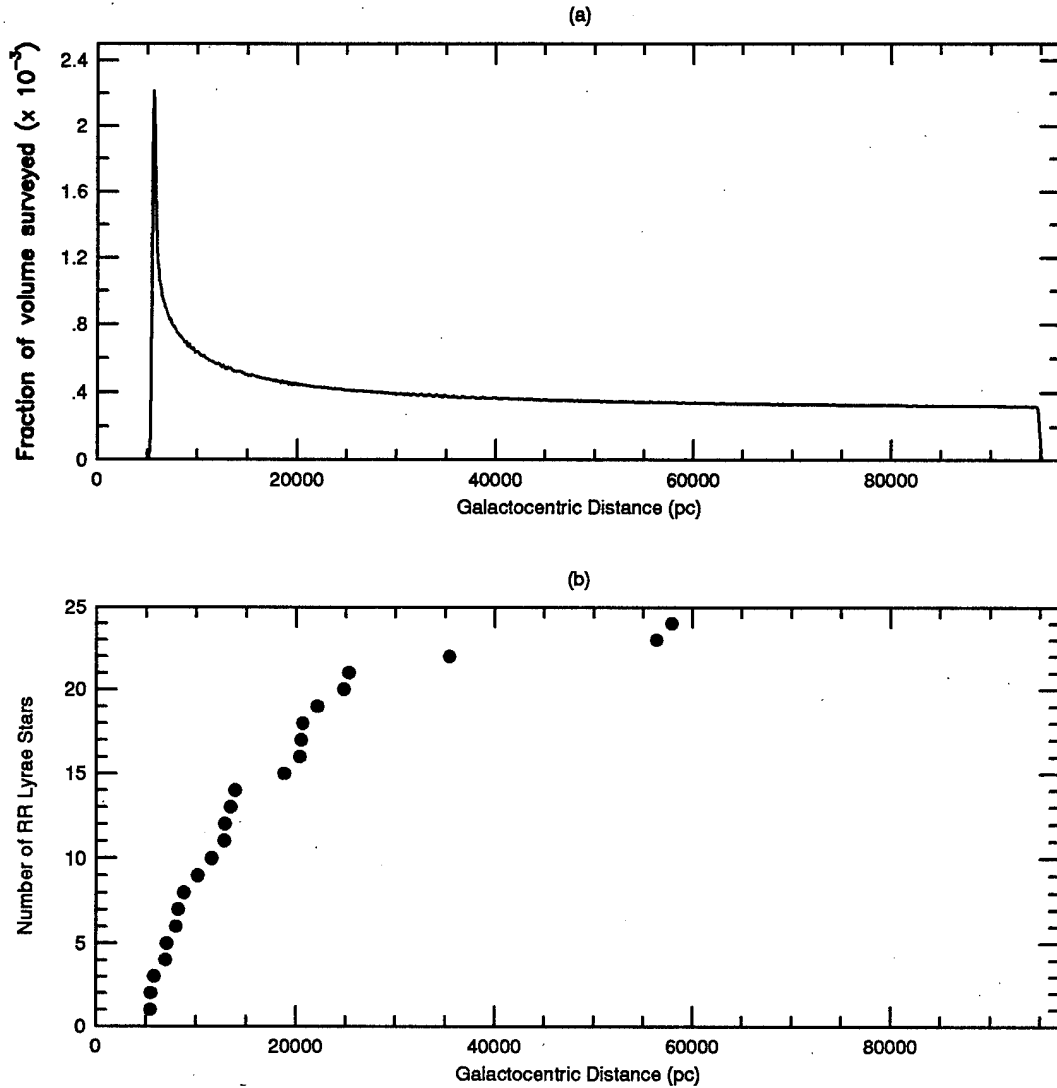 (a)
Fraction of volume surveyed (x 10⁻³)
2.4
2
1.6
1.2
.8
.4
0
0 20000 40000 60000 80000
Galactocentric Distance (pc)
(b)
Number of RR Lyrae Stars
25
20
15
10
5
0
0 20000 40000 60000 80000
Galactocentric Distance (pc)